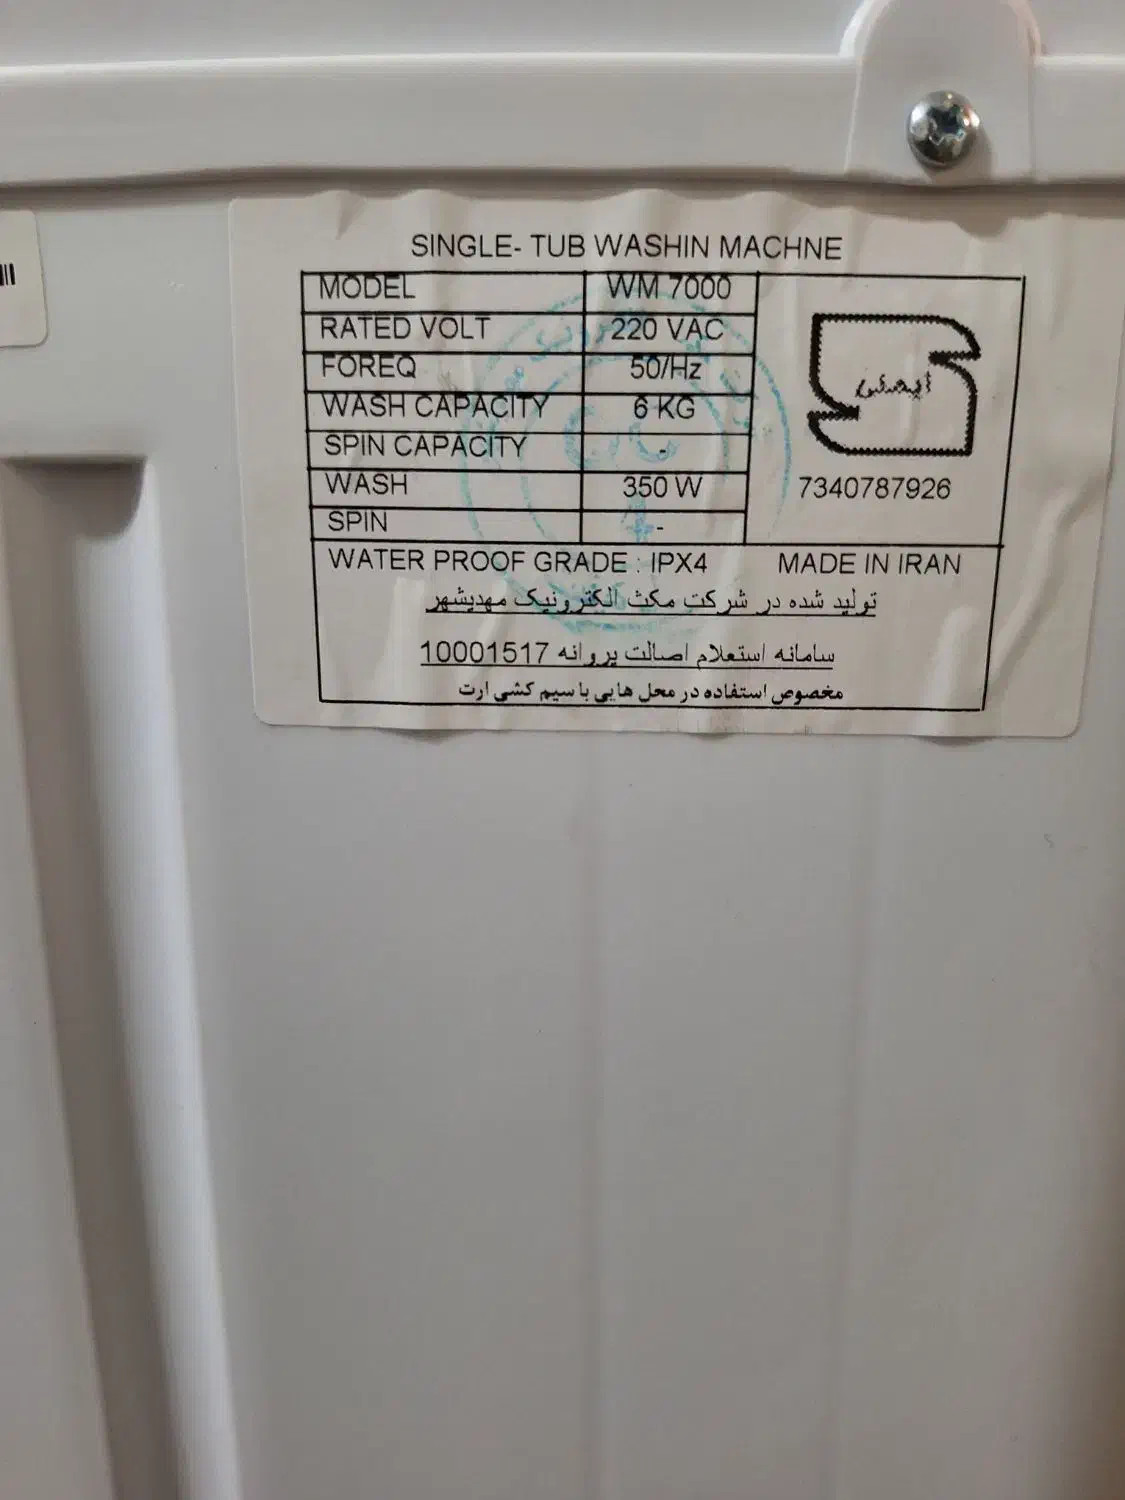 SINGLE- TUB WASHIN MACHNE
MODEL WM 7000
RATED VOLT 220 VAC
FOREQ 50/Hz
WASH CAPACITY 6 KG
SPIN CAPACITY -
WASH 350 W
SPIN -
ایمنی
7340787926
WATER PROOF GRADE : IPX4 MADE IN IRAN
تولید شده در شرکت مکث الکترونیک مهدیشهر
سامانه استعلام اصالت پروانه 10001517
مخصوص استفاده در محل هایی با سیم کشی ارت